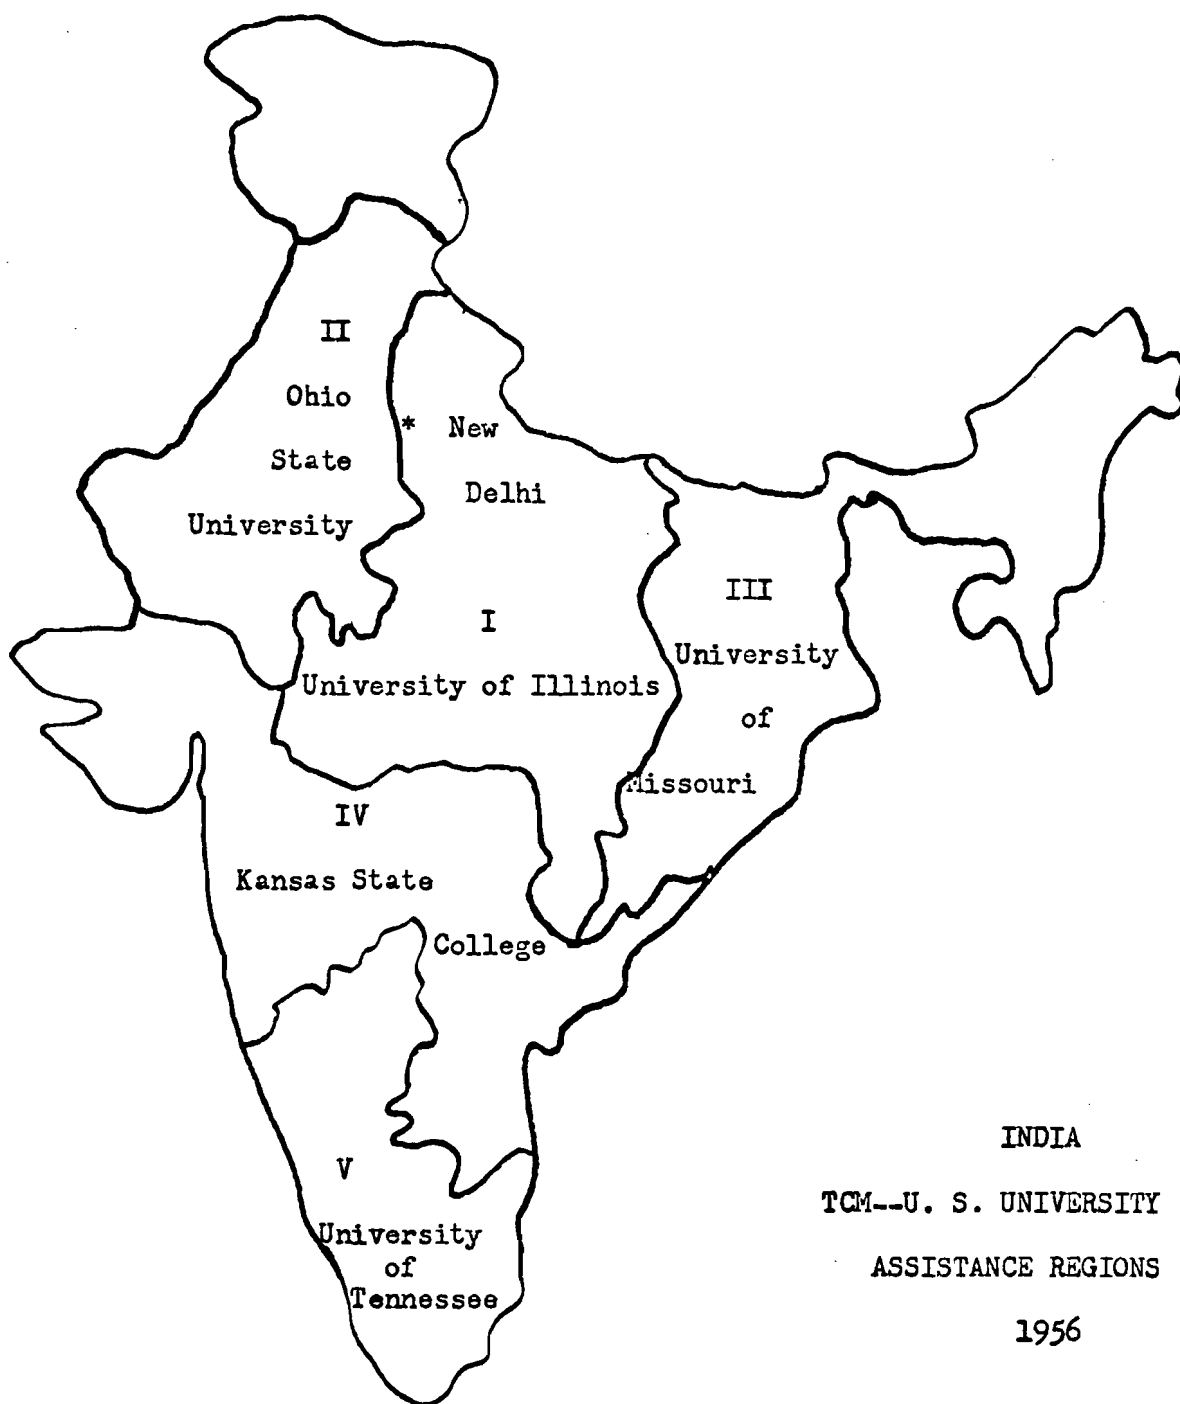 II
Ohio
State
University
* New
Delhi
I
University of Illinois
III
University
of
Missouri
IV
Kansas State
College
V
University
of
Tennessee
INDIA
TCM--U. S. UNIVERSITY
ASSISTANCE REGIONS
1956